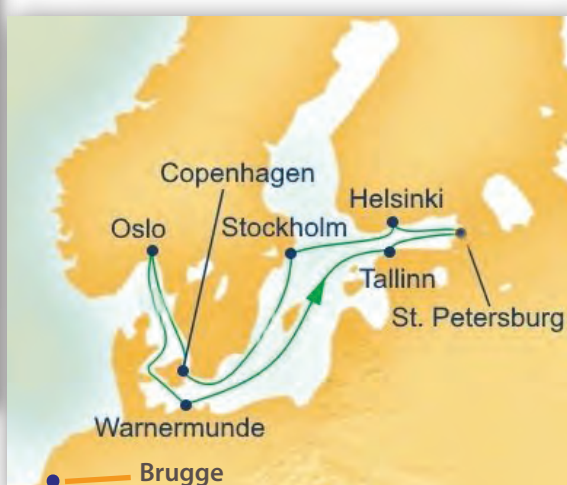 Copenhagen
Oslo
Stockholm
Helsinki
Tallinn
St. Petersburg
Warnermunde
Brugge